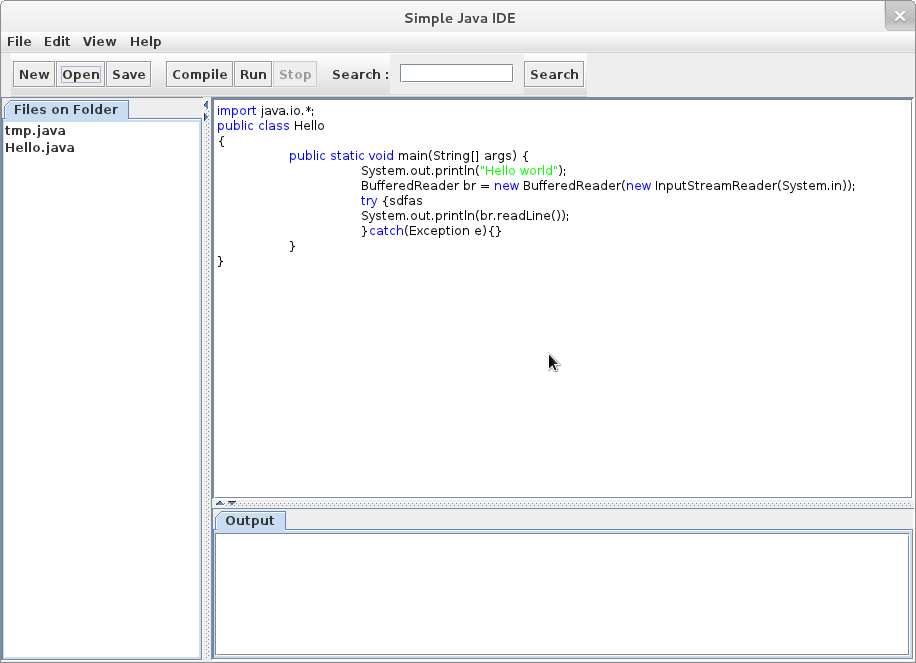 Simple Java IDE
File Edit View Help
New Open Save Compile Run Stop Search : Search
Files on Folder
tmp.java
Hello.java
import java.io.*;
public class Hello
{
public static void main(String[] args) {
System.out.println("Hello world");
BufferedReader br = new BufferedReader(new InputStreamReader(System.in));
try {sdfas
System.out.println(br.readLine());
}catch(Exception e){}
}
}
Output